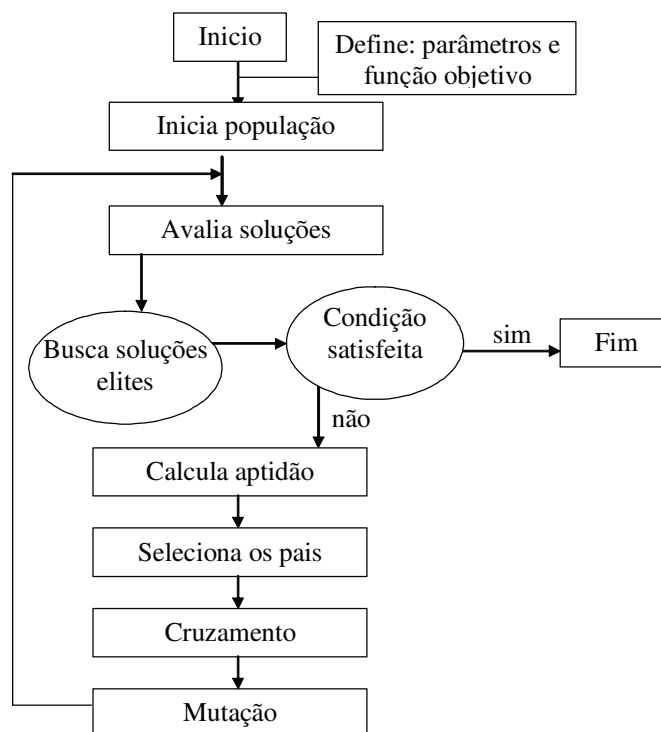 Inicio
Define: parâmetros e
função objetivo
Inicia população
Avalia soluções
Busca soluções
elites
Condição
satisfeita
sim
Fim
não
Calcula aptidão
Seleciona os pais
Cruzamento
Mutação